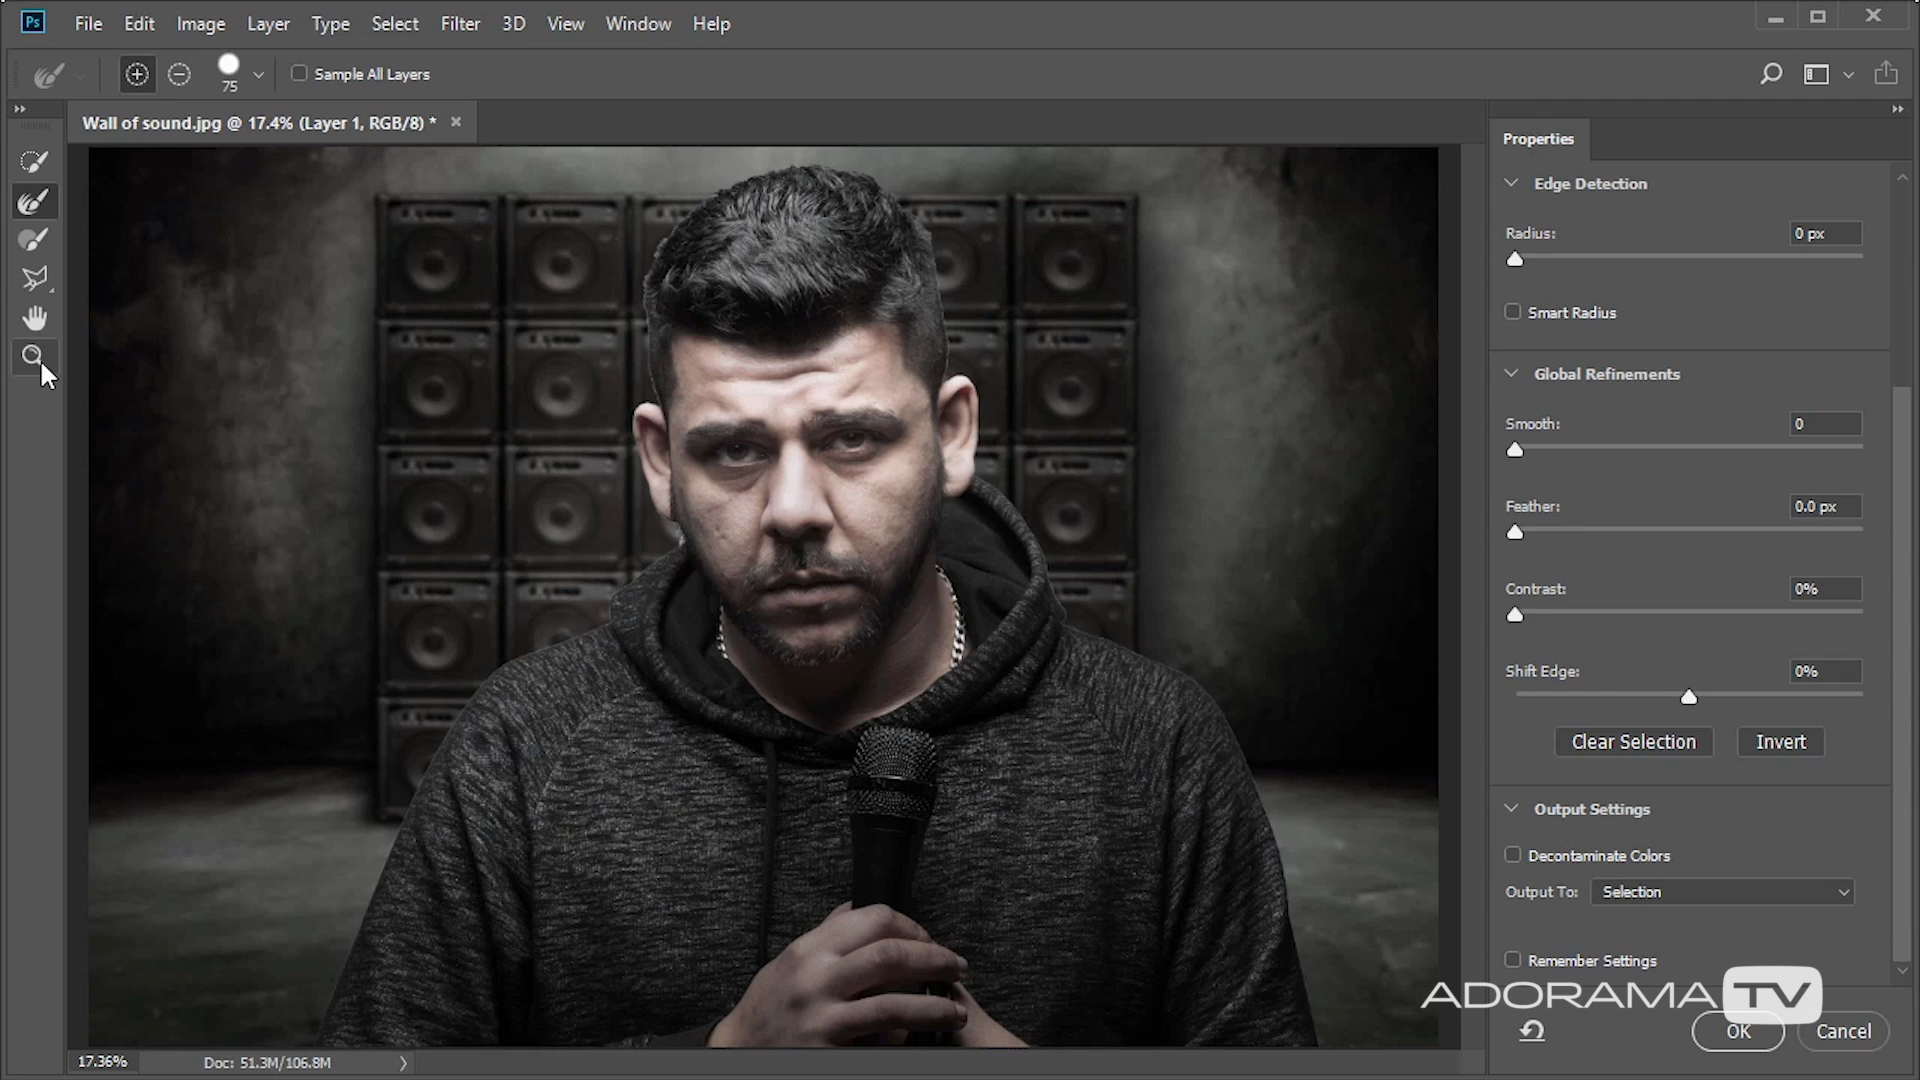 Ps File Edit Image Layer Type Select Filter 3D View Window Help
75 Sample All Layers
Wall of sound.jpg @ 17.4% (Layer 1, RGB/8) *
Properties
Edge Detection
Radius: 0 px
Smart Radius
Global Refinements
Smooth: 0
Feather: 0.0 px
Contrast: 0%
Shift Edge: 0%
Clear Selection Invert
Output Settings
Decontaminate Colors
Output To: Selection
Remember Settings
ADORAMA TV
OK Cancel
17.36% Doc: 51.3M/106.8M